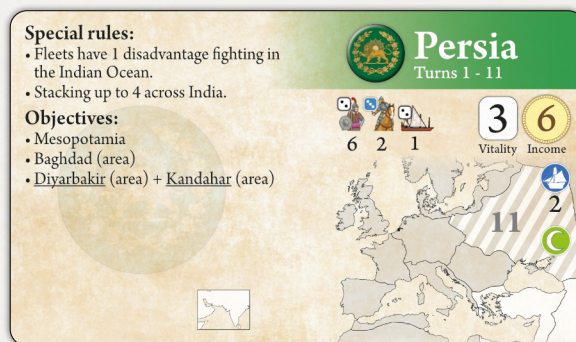 Special rules:
• Fleets have 1 disadvantage fighting in
the Indian Ocean.
• Stacking up to 4 across India.
Objectives:
• Mesopotamia
• Baghdad (area)
• Diyarbakir (area) + Kandahar (area)
Persia
Turns 1 - 11
6 2 1
3 6
Vitality Income
2
11